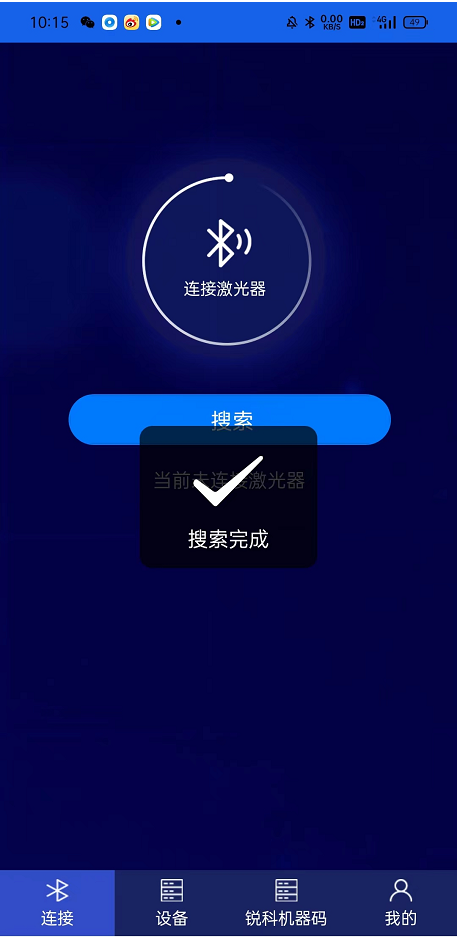 10:15
0.00
KB/S
HD2
4G
49
连接激光器
搜索
当前未连接激光器
搜索完成
连接
设备
锐科机器码
我的